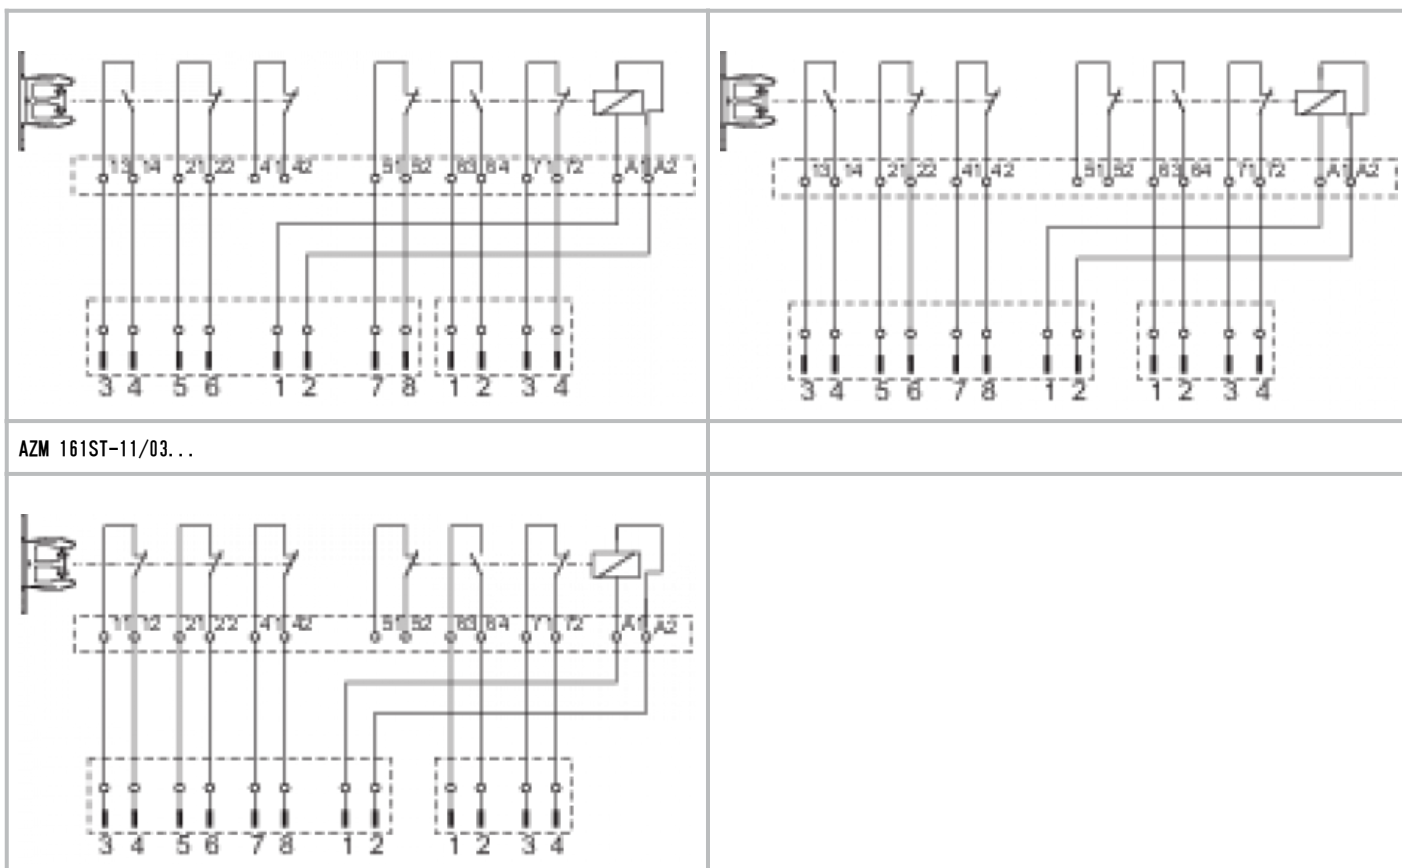 13 14 21 22 41 42 51 52 63 64 71 72 A1 A2
3 4 5 6 1 2 7 8 1 2 3 4
13 14 21 22 41 42 51 52 63 64 71 72 A1 A2
3 4 5 6 7 8 1 2 1 2 3 4
AZM 161ST-11/03...
11 12 21 22 41 42 51 52 63 64 71 72 A1 A2
3 4 5 6 7 8 1 2 1 2 3 4